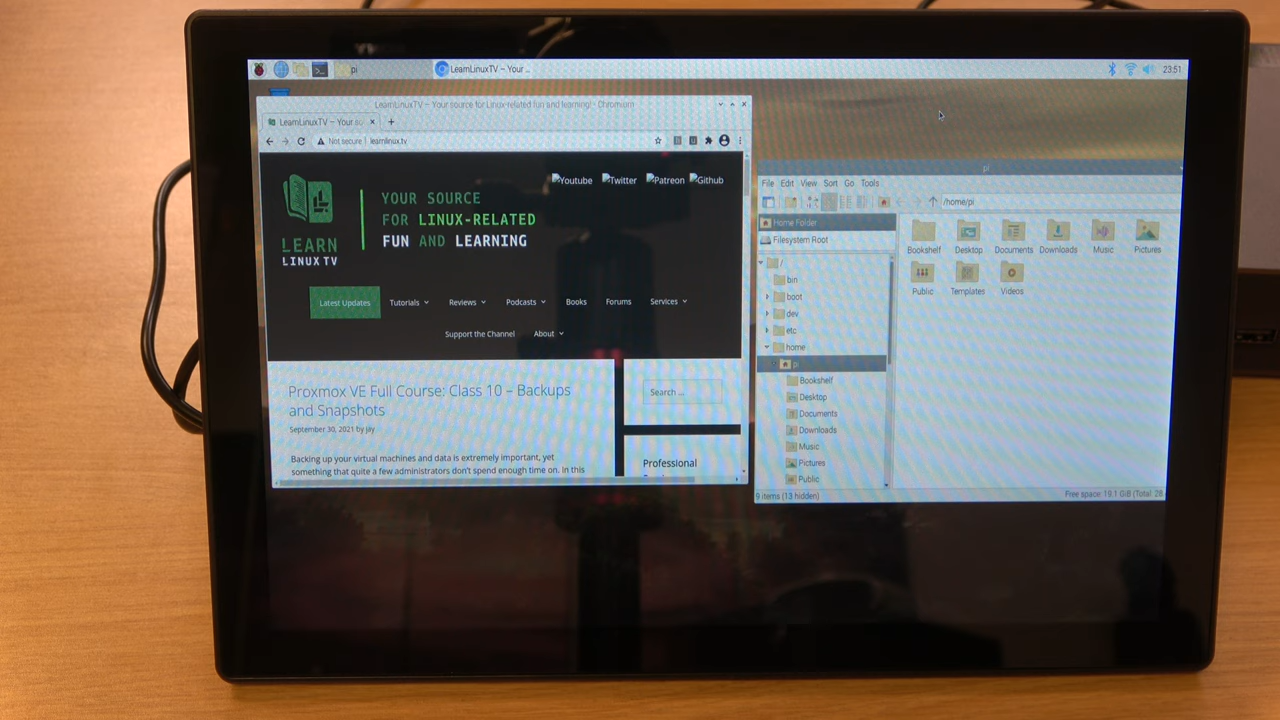 pi
LearnLinuxTV – Your ...
23:51
LearnLinuxTV – Your source for Linux-related fun and learning! - Chromium
LearnLinuxTV – Your so
Not secure | learnlinux.tv
Youtube
Twitter
Patreon
Github
YOUR SOURCE
FOR LINUX-RELATED
FUN AND LEARNING
LEARN
LINUX TV
Latest Updates
Tutorials
Reviews
Podcasts
Books
Forums
Services
Support the Channel
About
Proxmox VE Full Course: Class 10 – Backups
and Snapshots
September 30, 2021 by jay
Backing up your virtual machines and data is extremely important, yet
something that quite a few administrators don't spend enough time on. In this
Search ...
Professional
pi
File Edit View Sort Go Tools
/home/pi
Home Folder
Filesystem Root
/
bin
boot
dev
etc
home
pi
Bookshelf
Desktop
Documents
Downloads
Music
Pictures
Public
Bookshelf
Desktop
Documents
Downloads
Music
Pictures
Public
Templates
Videos
9 items (13 hidden)
Free space: 19.1 GiB (Total: 28